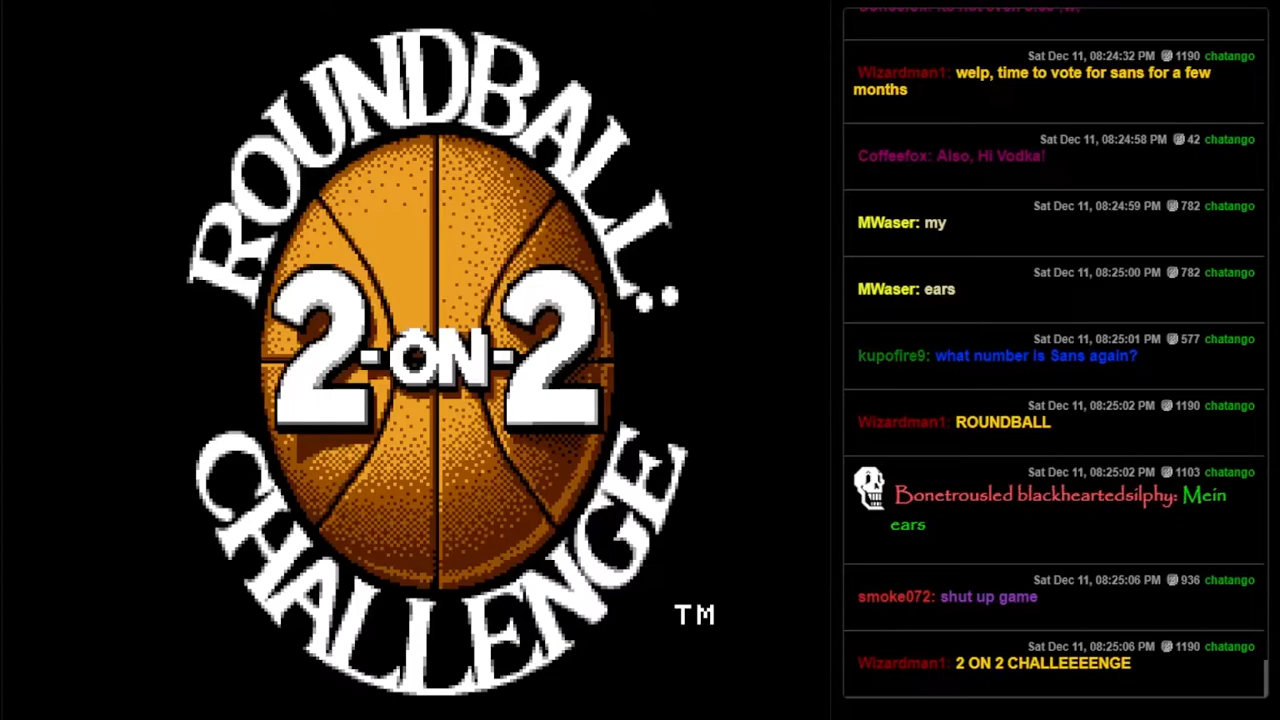 ROUNDBALL:
2-ON-2
CHALLENGE
TM
Sat Dec 11, 08:24:32 PM 1190 chatango
Wizardman1: welp, time to vote for sans for a few
months
Sat Dec 11, 08:24:58 PM 42 chatango
Coffeefox: Also, Hi Vodka!
Sat Dec 11, 08:24:59 PM 782 chatango
MWaser: my
Sat Dec 11, 08:25:00 PM 782 chatango
MWaser: ears
Sat Dec 11, 08:25:01 PM 577 chatango
kupofire9: what number is Sans again?
Sat Dec 11, 08:25:02 PM 1190 chatango
Wizardman1: ROUNDBALL
Sat Dec 11, 08:25:02 PM 1103 chatango
Bonetrousled blackheartedsilphy: Mein
ears
Sat Dec 11, 08:25:06 PM 936 chatango
smoke072: shut up game
Sat Dec 11, 08:25:06 PM 1190 chatango
Wizardman1: 2 ON 2 CHALLEEEENGE